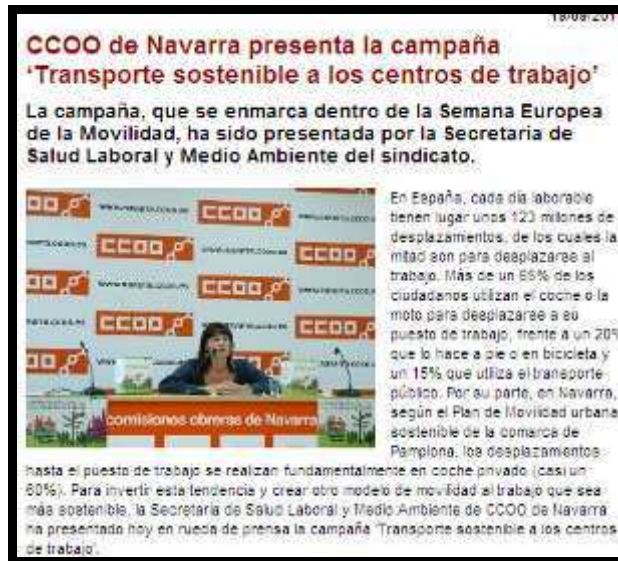 19/09/201
CCOO de Navarra presenta la campaña
‘Transporte sostenible a los centros de trabajo’
La campaña, que se enmarca dentro de la Semana Europea
de la Movilidad, ha sido presentada por la Secretaria de
Salud Laboral y Medio Ambiente del sindicato.
CCOO
CCOO
CCOO
CCOO
CCOO
comisiones obreras de Navarra
En España, cada día laborable
tienen lugar unos 123 millones de
desplazamientos, de los cuales la
mitad son para desplazarse al
trabajo. Más de un 65% de los
ciudadanos utilizan el coche o la
moto para desplazarse a su
puesto de trabajo, frente a un 20%
que lo hace a pie o en bicicleta y
un 15% que utiliza el transporte
público. Por su parte, en Navarra,
según el Plan de Movilidad urbana
sostenible de la comarca de
Pamplona, los desplazamientos
hasta el puesto de trabajo se realizan fundamentalmente en coche privado (casi un
60%). Para invertir esta tendencia y crear otro modelo de movilidad al trabajo que sea
más sostenible, la Secretaria de Salud Laboral y Medio Ambiente de CCOO de Navarra
ha presentado hoy en rueda de prensa la campaña 'Transporte sostenible a los centros
de trabajo'.